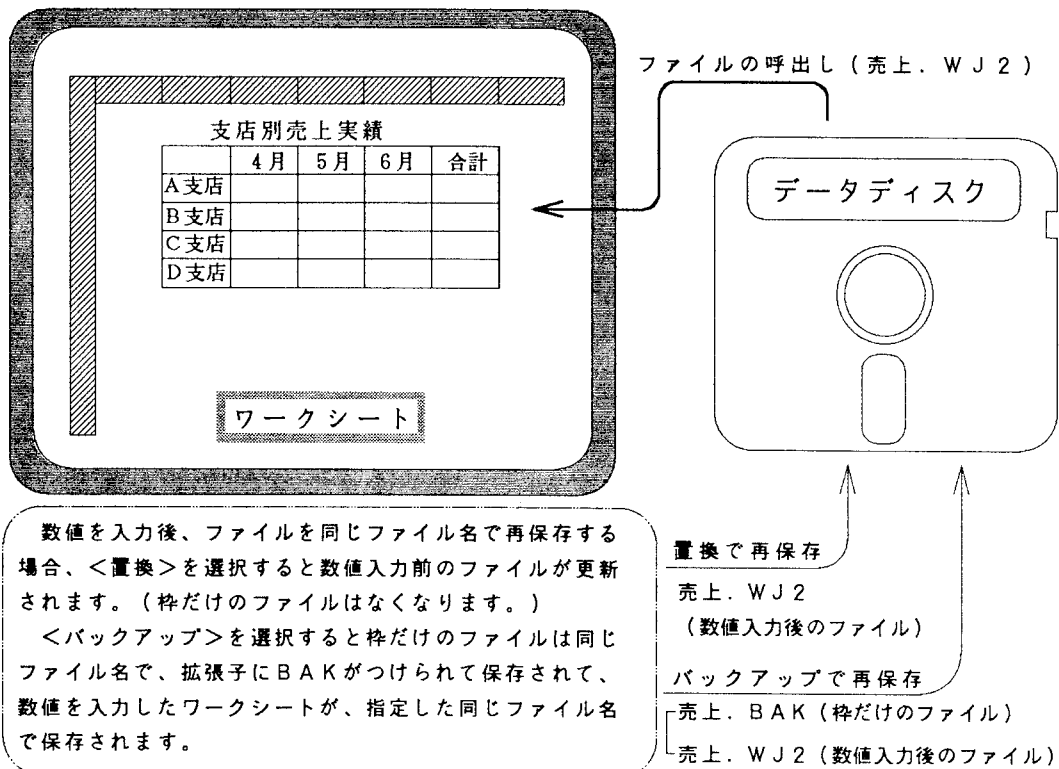 ファイルの呼出し（売上．ＷＪ２）
支店別売上実績
4月 5月 6月 合計
A支店
B支店
C支店
D支店
ワークシート
データディスク
数値を入力後、ファイルを同じファイル名で再保存する
場合、＜置換＞を選択すると数値入力前のファイルが更新
されます。（枠だけのファイルはなくなります。）
＜バックアップ＞を選択すると枠だけのファイルは同じ
ファイル名で、拡張子にＢＡＫがつけられて保存されて、
数値を入力したワークシートが、指定した同じファイル名
で保存されます。
置換で再保存
売上．ＷＪ２
（数値入力後のファイル）
バックアップで再保存
売上．ＢＡＫ（枠だけのファイル）
売上．ＷＪ２（数値入力後のファイル）